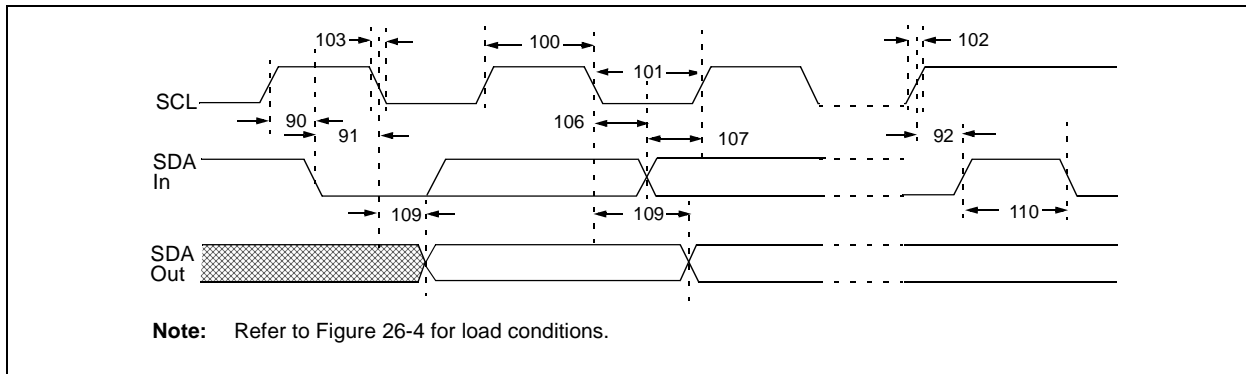 103
100
102
101
SCL
90
91
106
107
92
SDA
In
109
109
110
SDA
Out
Note: Refer to Figure 26-4 for load conditions.